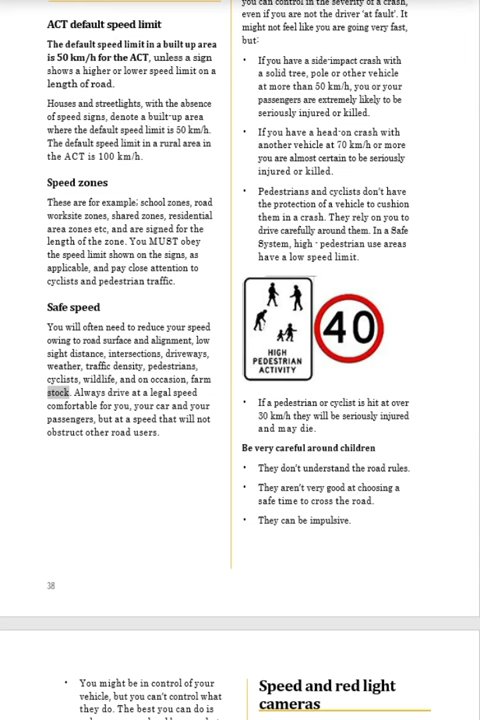 ACT default speed limit
The default speed limit in a built up area
is 50 km/h for the ACT, unless a sign
shows a higher or lower speed limit on a
length of road.
Houses and streetlights, with the absence
of speed signs, denote a built-up area
where the default speed limit is 50 km/h.
The default speed limit in a rural area in
the ACT is 100 km/h.
Speed zones
These are for example; school zones, road
worksite zones, shared zones, residential
area zones etc, and are signed for the
length of the zone. You MUST obey
the speed limit shown on the signs, as
applicable, and pay close attention to
cyclists and pedestrian traffic.
Safe speed
You will often need to reduce your speed
owing to road surface and alignment, low
sight distance, intersections, driveways,
weather, traffic density, pedestrians,
cyclists, wildlife, and on occasion, farm
stock. Always drive at a legal speed
comfortable for you, your car and your
passengers, but at a speed that will not
obstruct other road users.
you can control in the severity of a crash,
even if you are not the driver 'at fault'. It
might not feel like you are going very fast,
but:
• If you have a side-impact crash with
a solid tree, pole or other vehicle
at more than 50 km/h, you or your
passengers are extremely likely to be
seriously injured or killed.
• If you have a head-on crash with
another vehicle at 70 km/h or more
you are almost certain to be seriously
injured or killed.
• Pedestrians and cyclists don't have
the protection of a vehicle to cushion
them in a crash. They rely on you to
drive carefully around them. In a Safe
System, high - pedestrian use areas
have a low speed limit.
HIGH
PEDESTRIAN
ACTIVITY
40
• If a pedestrian or cyclist is hit at over
30 km/h they will be seriously injured
and may die.
Be very careful around children
• They don't understand the road rules.
• They aren't very good at choosing a
safe time to cross the road.
• They can be impulsive.
38
• You might be in control of your
vehicle, but you can't control what
they do. The best you can do is
Speed and red light
cameras